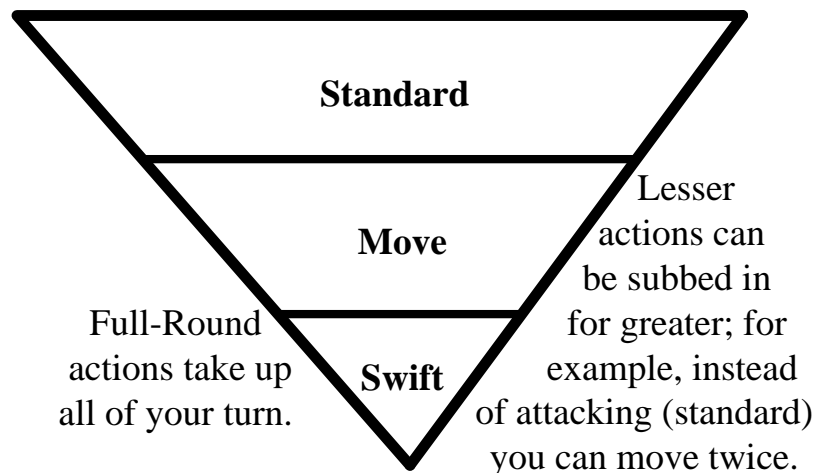 Standard
Move
Swift
Full-Round
actions take up
all of your turn.
Lesser
actions can
be subbed in
for greater; for
example, instead
of attacking (standard)
you can move twice.